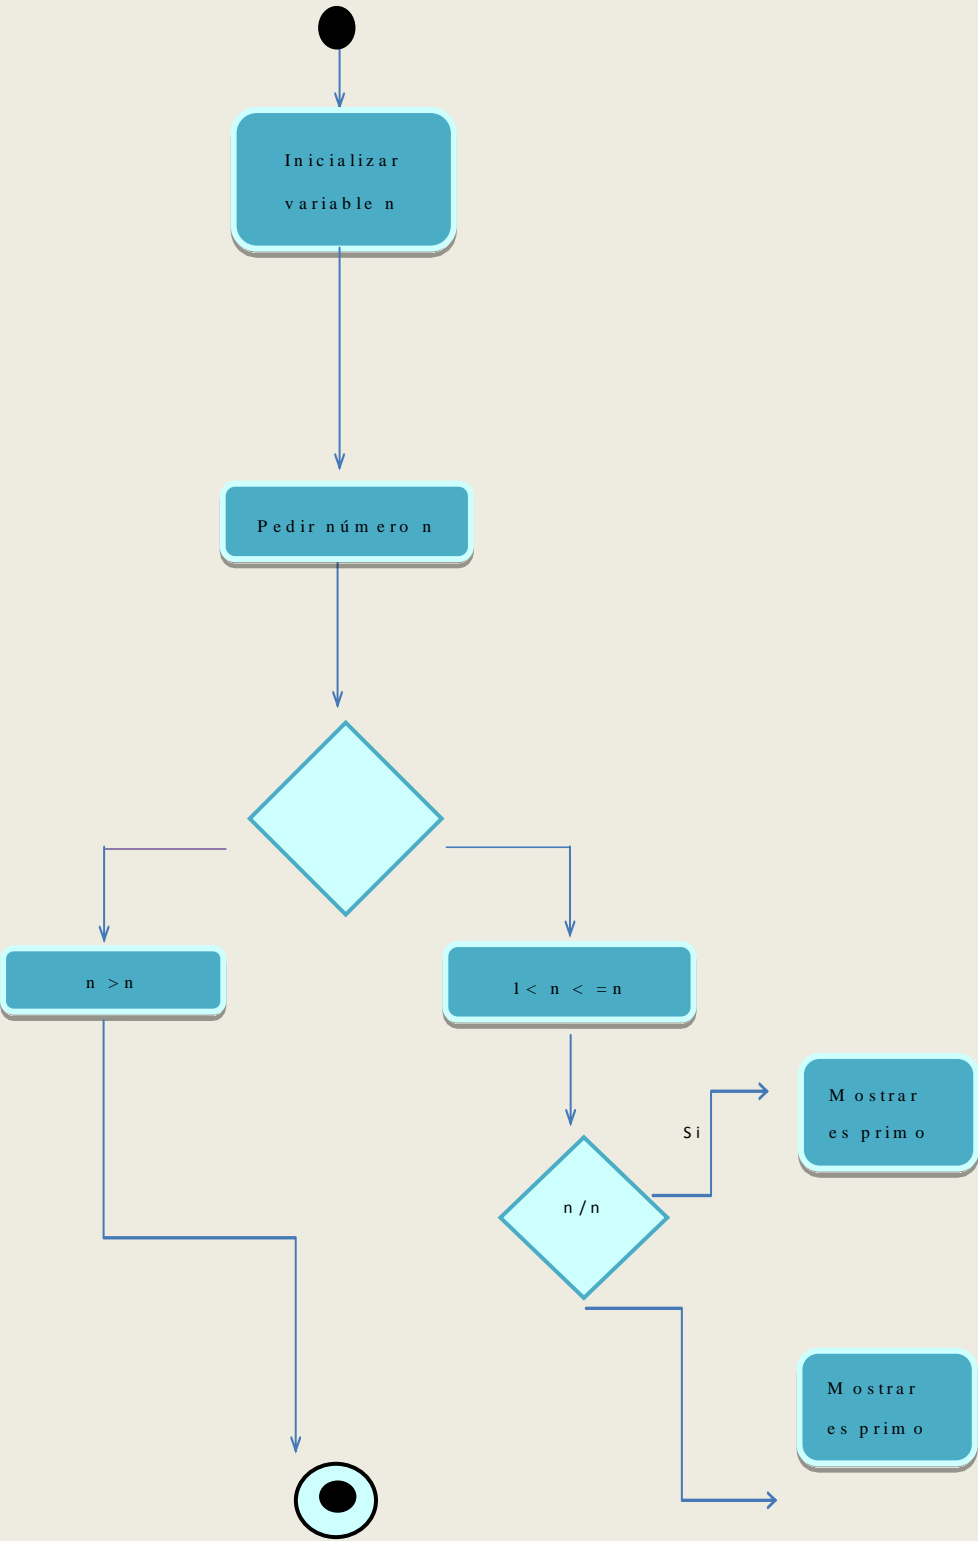 Inicializar
variable n
Pedir número n
n >n
1< n < =n
Mostrar
es primo
Si
n/n
Mostrar
es primo